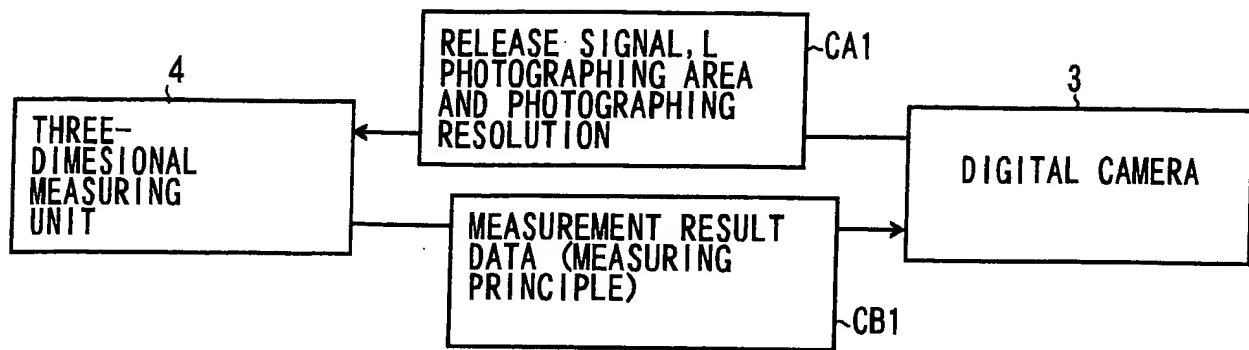 RELEASE SIGNAL, L
PHOTOGRAPHING AREA
AND PHOTOGRAPHING
RESOLUTION
CA1
4
THREE-
DIMESIONAL
MEASURING
UNIT
3
DIGITAL CAMERA
MEASUREMENT RESULT
DATA (MEASURING
PRINCIPLE)
CB1